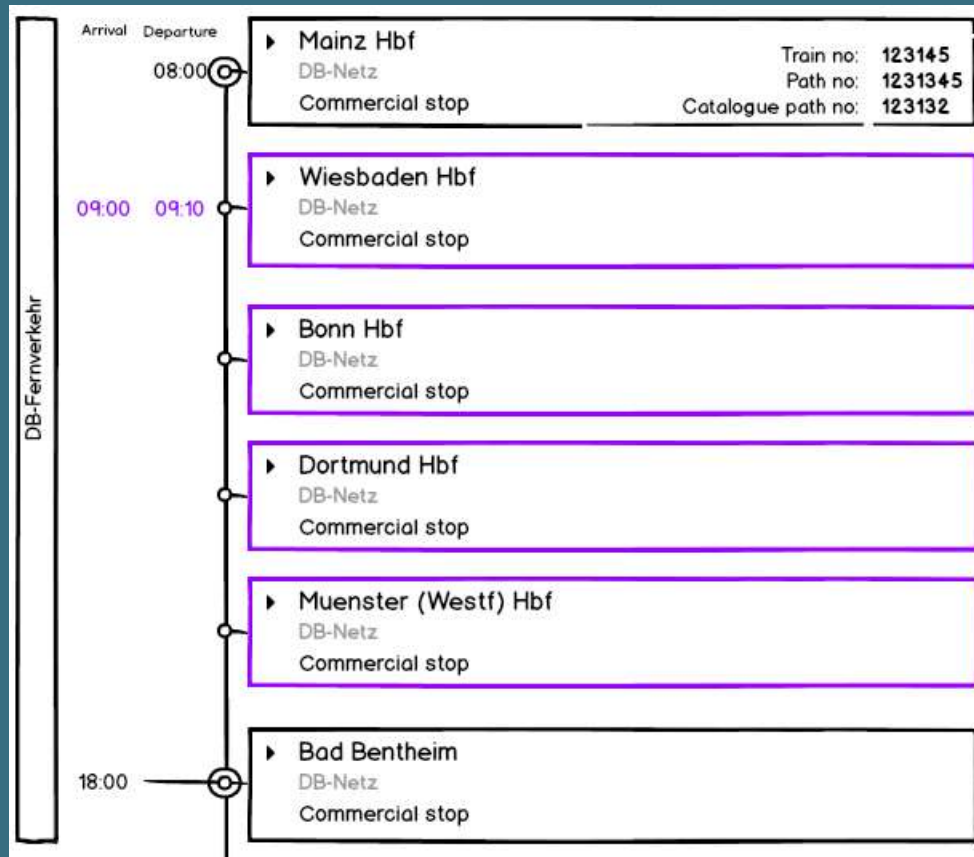 Arrival Departure
08:00
Mainz Hbf
DB-Netz
Commercial stop
Train no: 123145
Path no: 1231345
Catalogue path no: 123132
09:00 09:10
Wiesbaden Hbf
DB-Netz
Commercial stop
DB-Fernverkehr
Bonn Hbf
DB-Netz
Commercial stop
Dortmund Hbf
DB-Netz
Commercial stop
Muenster (Westf) Hbf
DB-Netz
Commercial stop
18:00
Bad Bentheim
DB-Netz
Commercial stop